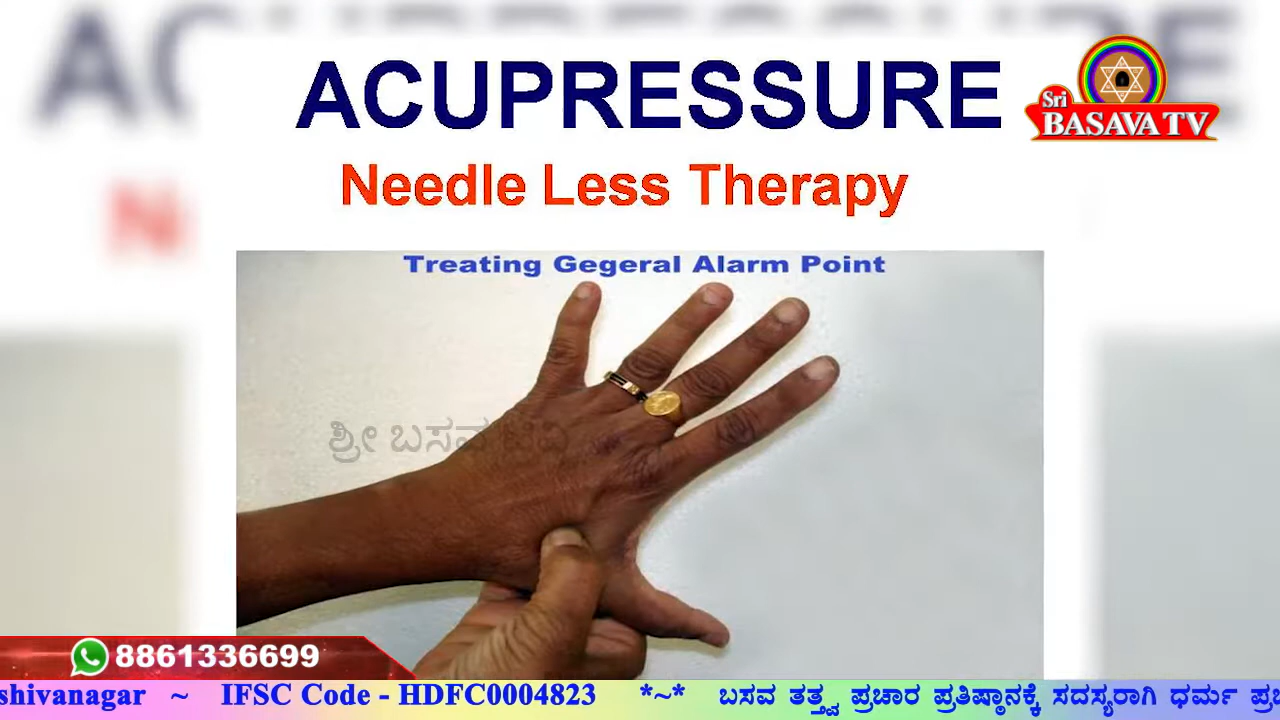 ACUPRESSURE
Sri
BASAVA TV
Needle Less Therapy
Treating Gegeral Alarm Point
ಶ್ರೀ ಬಸವ ಟಿವಿ
8861336699
shivanagar ~ IFSC Code - HDFC0004823 *~* ಬಸವ ತತ್ತ್ವ ಪ್ರಚಾರ ಪ್ರತಿಷ್ಠಾನಕ್ಕೆ ಸದಸ್ಯರಾಗಿ ಧರ್ಮ